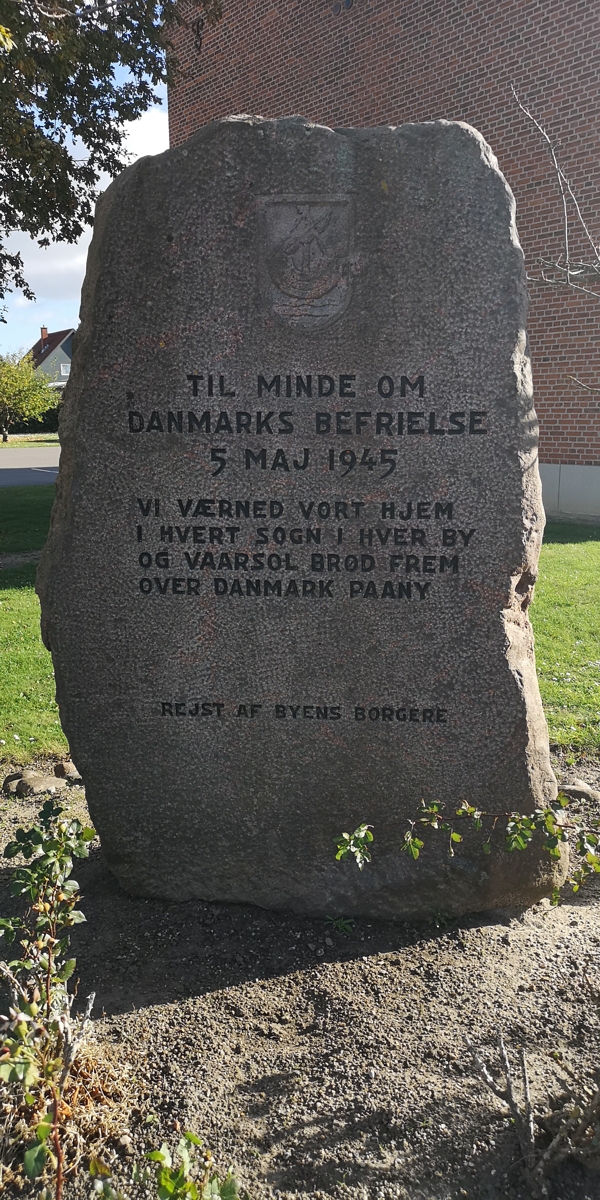 TIL MINDE OM
DANMARKS BEFRIELSE
5 MAJ 1945
VI VÆRNED VORT HJEM
I HVERT SOGN I HVER BY
OG VAARSOL BRØD FREM
OVER DANMARK PAANY
REJST AF BYENS BORGERE